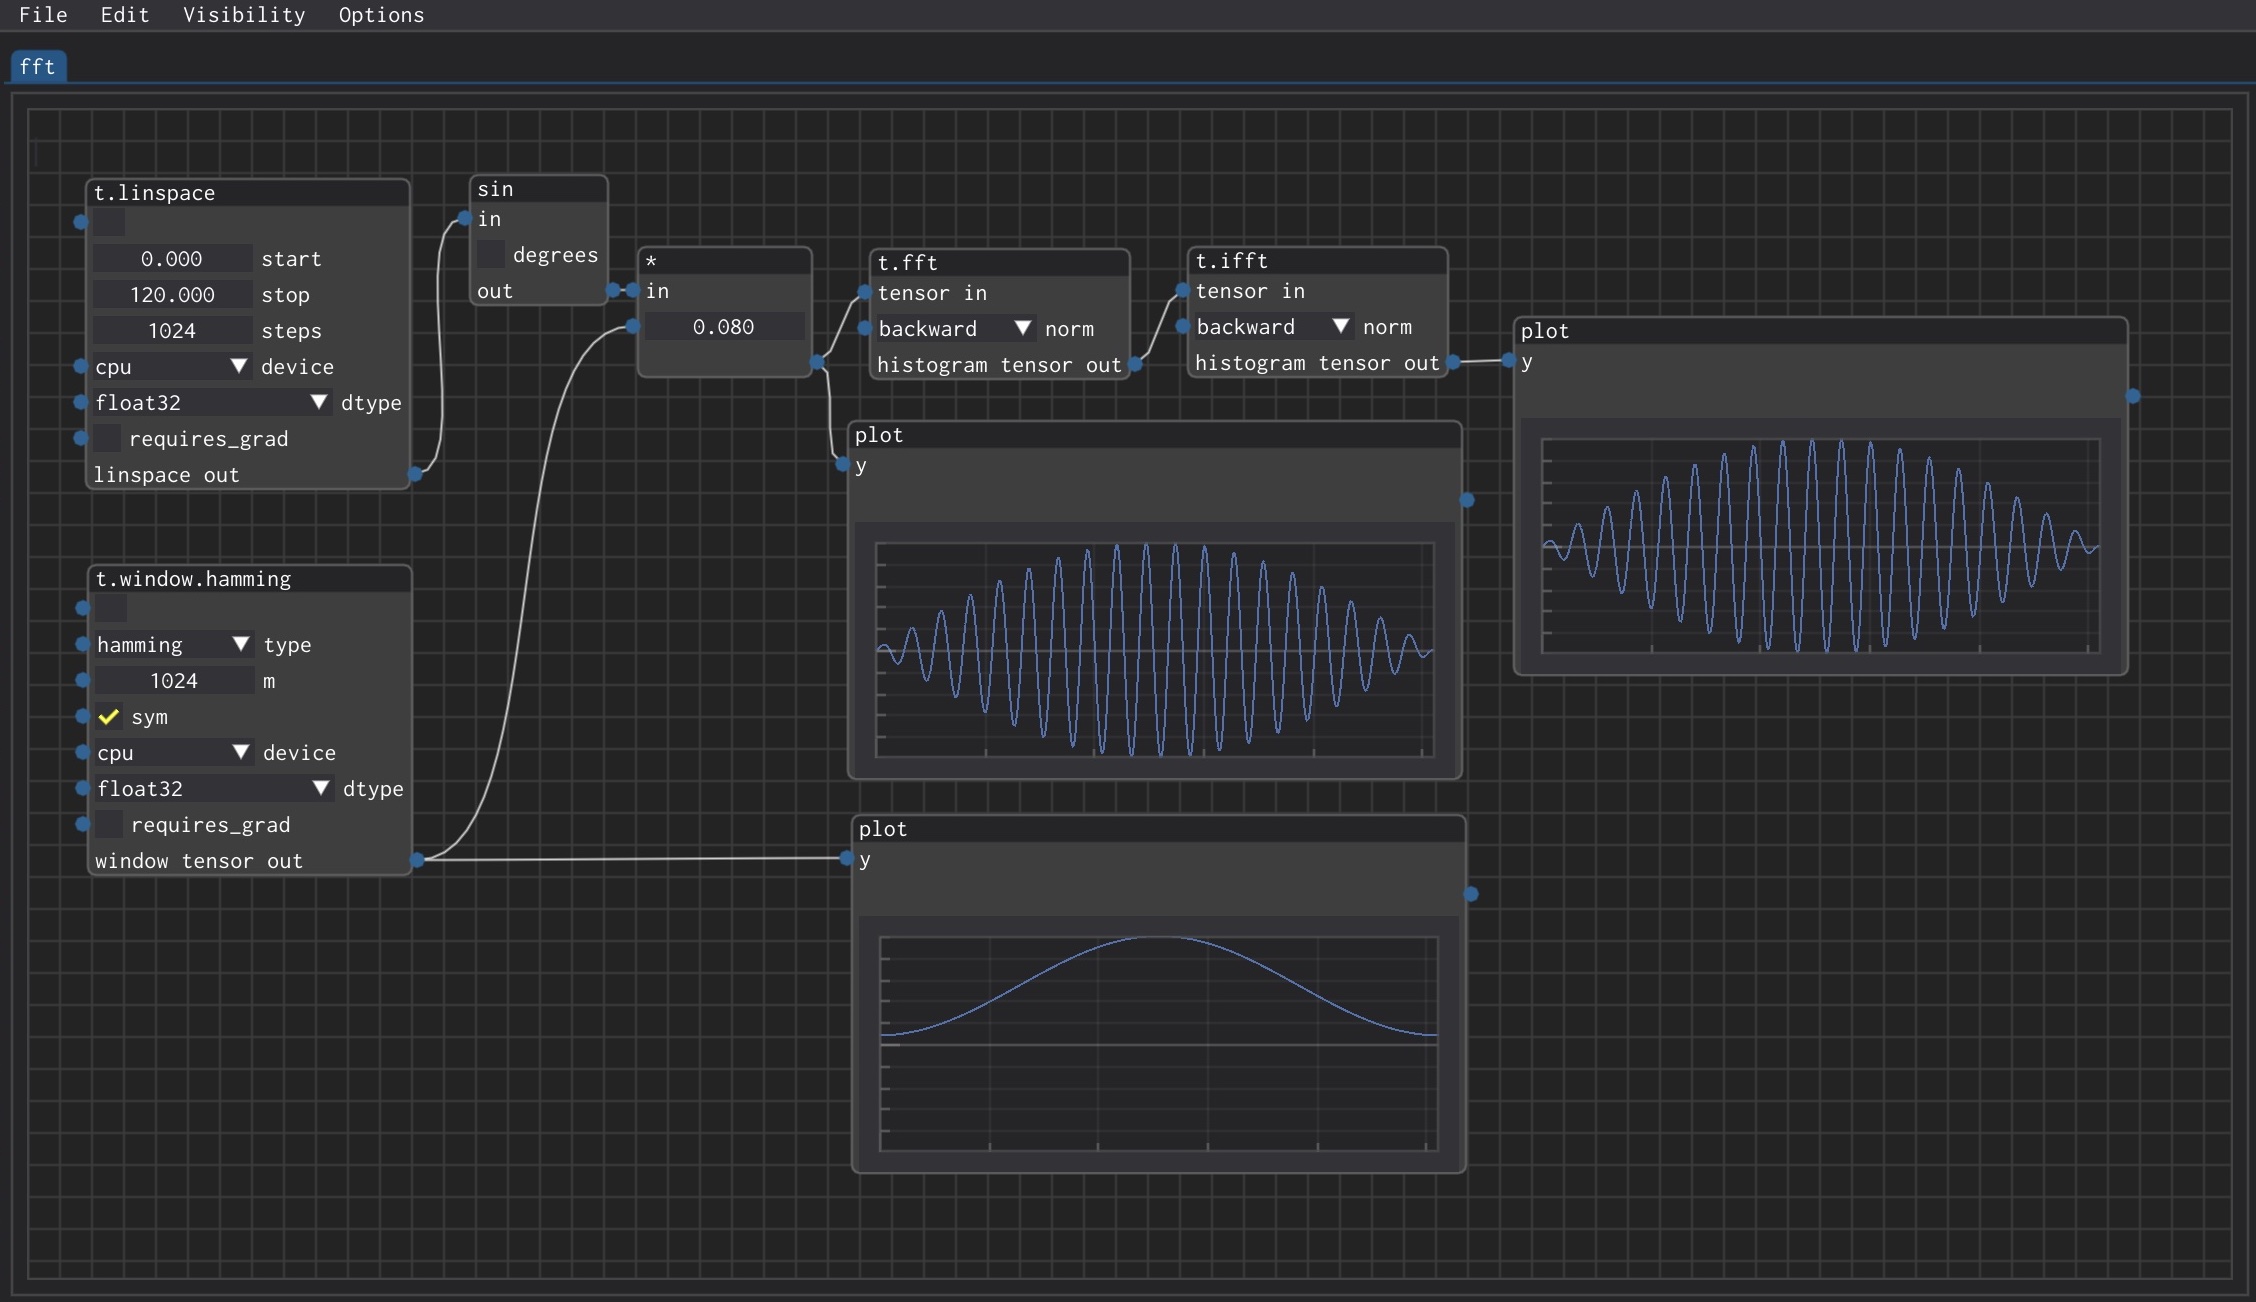 File Edit Visibility Options
fft
t.linspace
0.000 start
120.000 stop
1024 steps
cpu device
float32 dtype
requires_grad
linspace out
sin
in
degrees
out
*
in
0.080
t.fft
tensor in
backward norm
histogram tensor out
t.ifft
tensor in
backward norm
histogram tensor out
plot
y
plot
y
t.window.hamming
hamming type
1024 m
sym
cpu device
float32 dtype
requires_grad
window tensor out
plot
y